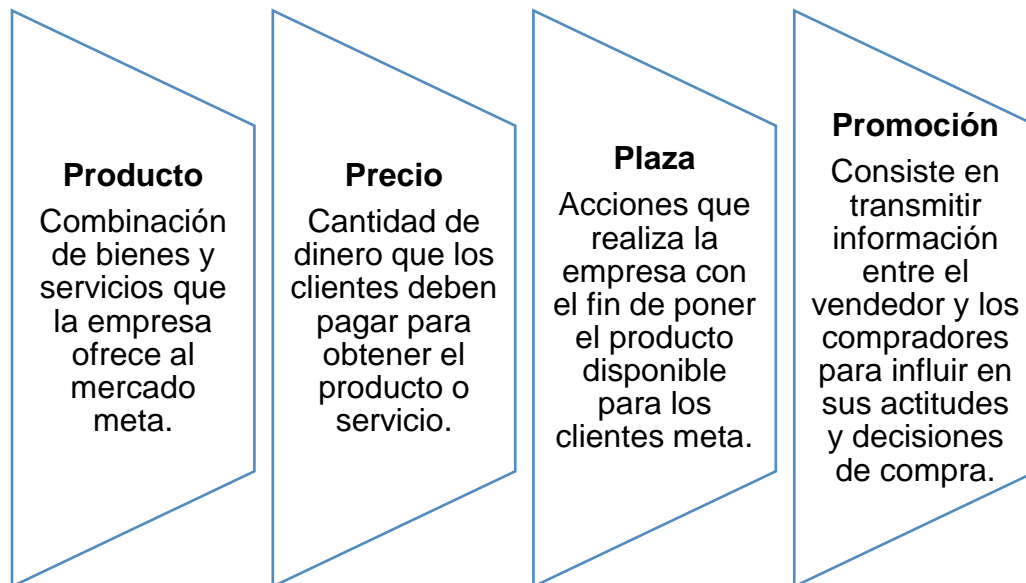 Producto
Combinación
de bienes y
servicios que
la empresa
ofrece al
mercado
meta.
Precio
Cantidad de
dinero que los
clientes deben
pagar para
obtener el
producto o
servicio.
Plaza
Acciones que
realiza la
empresa con
el fin de poner
el producto
disponible
para los
clientes meta.
Promoción
Consiste en
transmitir
información
entre el
vendedor y los
compradores
para influir en
sus actitudes
y decisiones
de compra.